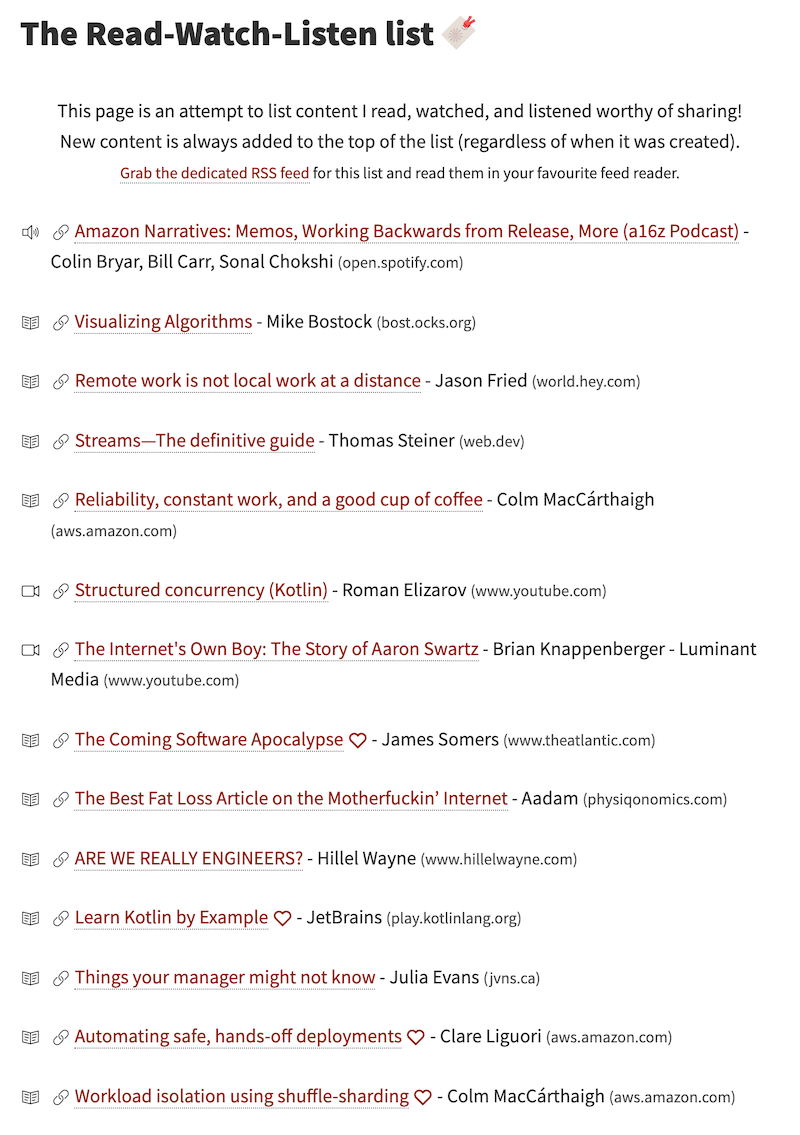 The Read-Watch-Listen list
This page is an attempt to list content I read, watched, and listened worthy of sharing!
New content is always added to the top of the list (regardless of when it was created).
Grab the dedicated RSS feed for this list and read them in your favourite feed reader.
Amazon Narratives: Memos, Working Backwards from Release, More (a16z Podcast) -
Colin Bryar, Bill Carr, Sonal Chokshi (open.spotify.com)
Visualizing Algorithms - Mike Bostock (bost.ocks.org)
Remote work is not local work at a distance - Jason Fried (world.hey.com)
Streams—The definitive guide - Thomas Steiner (web.dev)
Reliability, constant work, and a good cup of coffee - Colm MacCárthaigh
(aws.amazon.com)
Structured concurrency (Kotlin) - Roman Elizarov (www.youtube.com)
The Internet's Own Boy: The Story of Aaron Swartz - Brian Knappenberger - Luminant
Media (www.youtube.com)
The Coming Software Apocalypse - James Somers (www.theatlantic.com)
The Best Fat Loss Article on the Motherfuckin’ Internet - Aadam (physiqonomics.com)
ARE WE REALLY ENGINEERS? - Hillel Wayne (www.hillelwayne.com)
Learn Kotlin by Example - JetBrains (play.kotlinlang.org)
Things your manager might not know - Julia Evans (jvns.ca)
Automating safe, hands-off deployments - Clare Liguori (aws.amazon.com)
Workload isolation using shuffle-sharding - Colm MacCárthaigh (aws.amazon.com)